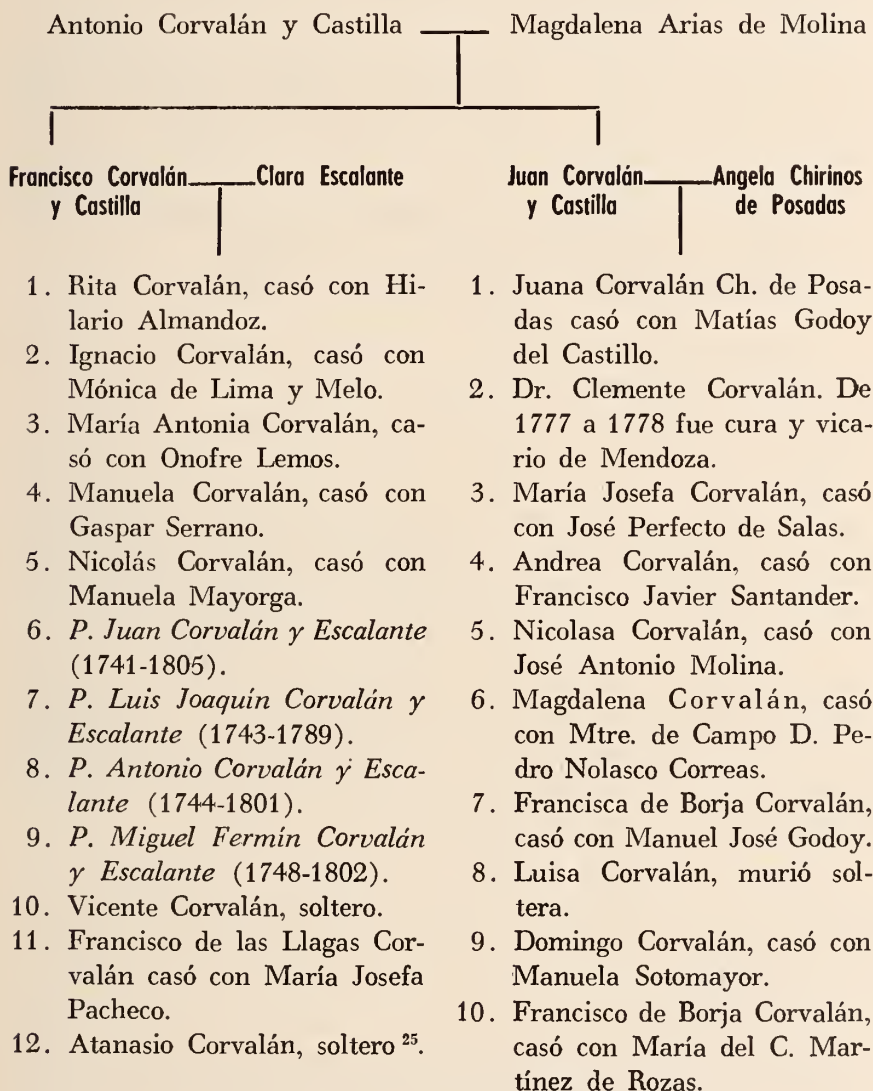 Antonio Corvalán y Castilla Magdalena Arias de Molina
Francisco Corvalán y Castilla
Clara Escalante
Juan Corvalán y Castilla
Angela Chirinos de Posadas
1. Rita Corvalán, casó con Hi-
lario Almandoz.
2. Ignacio Corvalán, casó con
Mónica de Lima y Melo.
3. María Antonia Corvalán, ca-
só con Onofre Lemos.
4. Manuela Corvalán, casó con
Gaspar Serrano.
5. Nicolás Corvalán, casó con
Manuela Mayorga.
6. P. Juan Corvalán y Escalante
(1741-1805).
7. P. Luis Joaquín Corvalán y
Escalante (1743-1789).
8. P. Antonio Corvalán y Esca-
lante (1744-1801).
9. P. Miguel Fermín Corvalán
y Escalante (1748-1802).
10. Vicente Corvalán, soltero.
11. Francisco de las Llagas Cor-
valán casó con María Josefa
Pacheco.
12. Atanasio Corvalán, soltero 25.
1. Juana Corvalán Ch. de Posa-
das casó con Matías Godoy
del Castillo.
2. Dr. Clemente Corvalán. De
1777 a 1778 fue cura y vica-
rio de Mendoza.
3. María Josefa Corvalán, casó
con José Perfecto de Salas.
4. Andrea Corvalán, casó con
Francisco Javier Santander.
5. Nicolasa Corvalán, casó con
José Antonio Molina.
6. Magdalena Corvalán, casó
con Mtre. de Campo D. Pe-
dro Nolasco Correas.
7. Francisca de Borja Corvalán,
casó con Manuel José Godoy.
8. Luisa Corvalán, murió sol-
tera.
9. Domingo Corvalán, casó con
Manuela Sotomayor.
10. Francisco de Borja Corvalán,
casó con María del C. Mar-
tínez de Rozas.